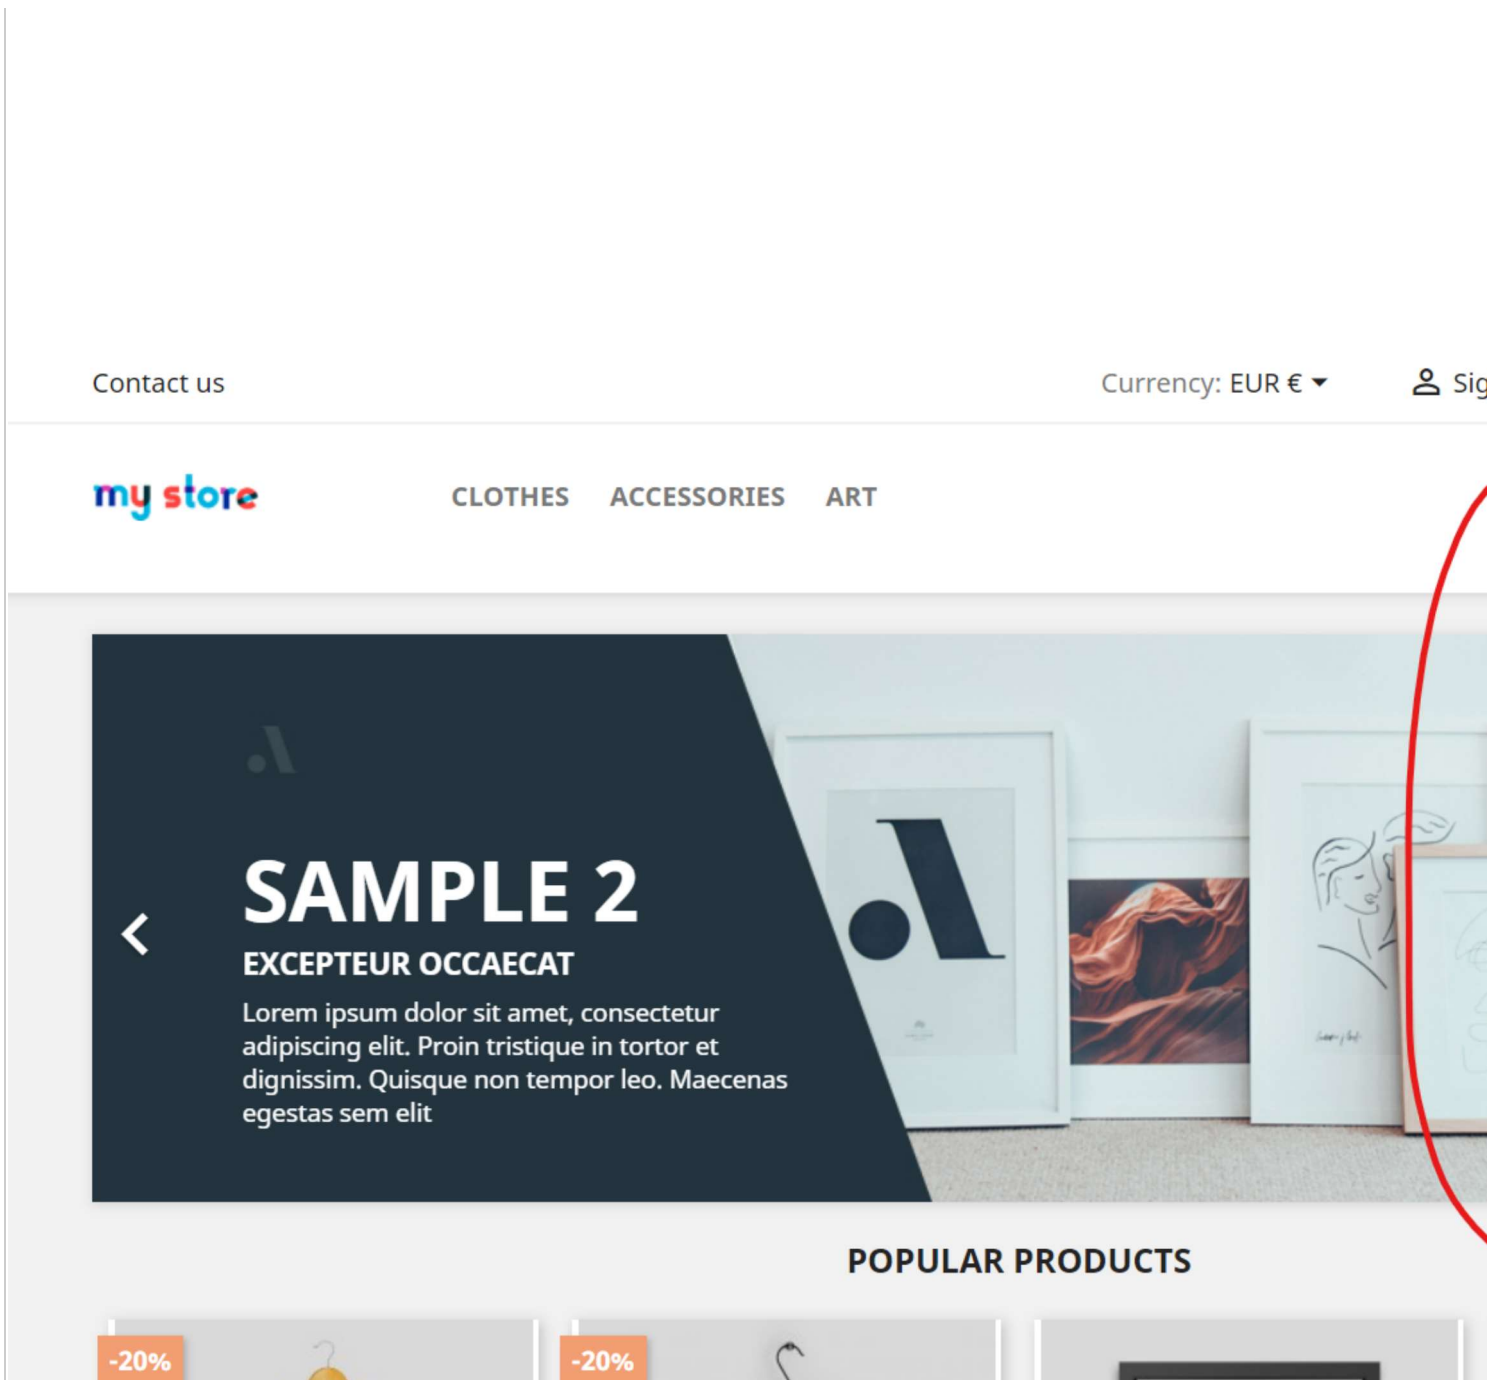 Contact us
Currency: EUR €
Sig
my store
CLOTHES ACCESSORIES ART
SAMPLE 2
EXCEPTEUR OCCAECAT
Lorem ipsum dolor sit amet, consectetur
adipiscing elit. Proin tristique in tortor et
dignissim. Quisque non tempor leo. Maecenas
egestas sem elit
POPULAR PRODUCTS
-20%
-20%